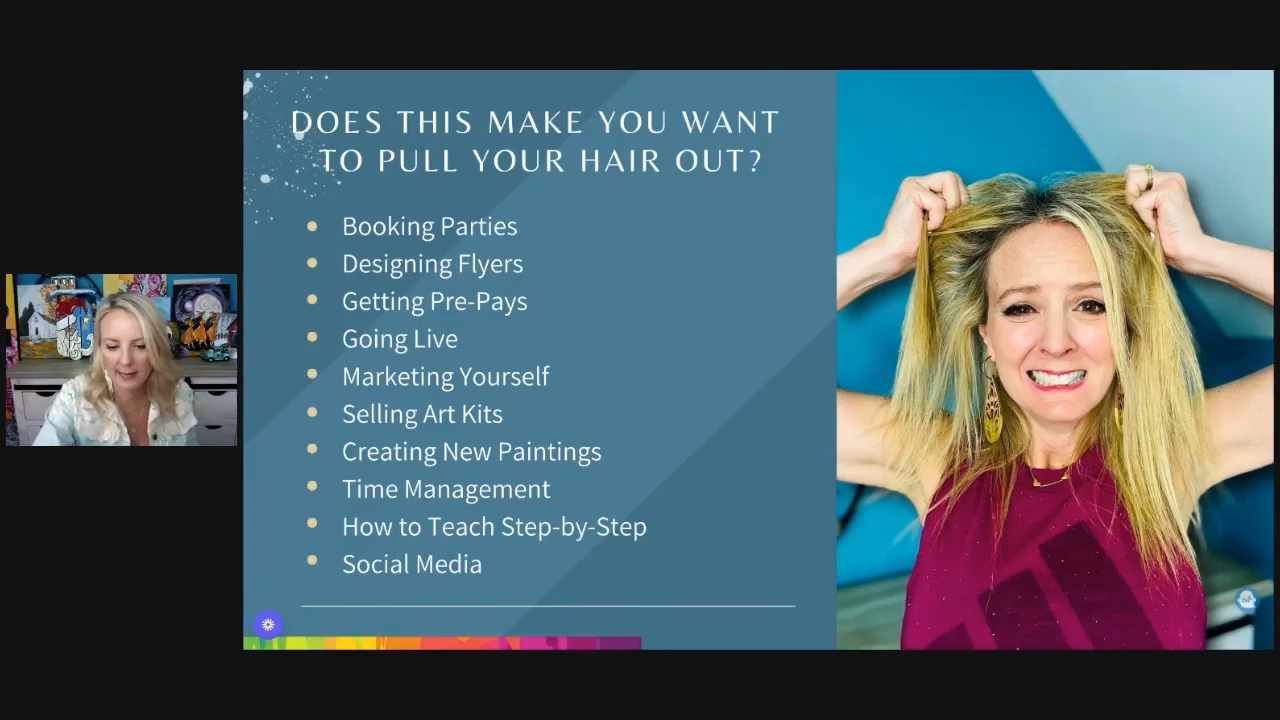 DOES THIS MAKE YOU WANT
TO PULL YOUR HAIR OUT?
Booking Parties
Designing Flyers
Getting Pre-Pays
Going Live
Marketing Yourself
Selling Art Kits
Creating New Paintings
Time Management
How to Teach Step-by-Step
Social Media